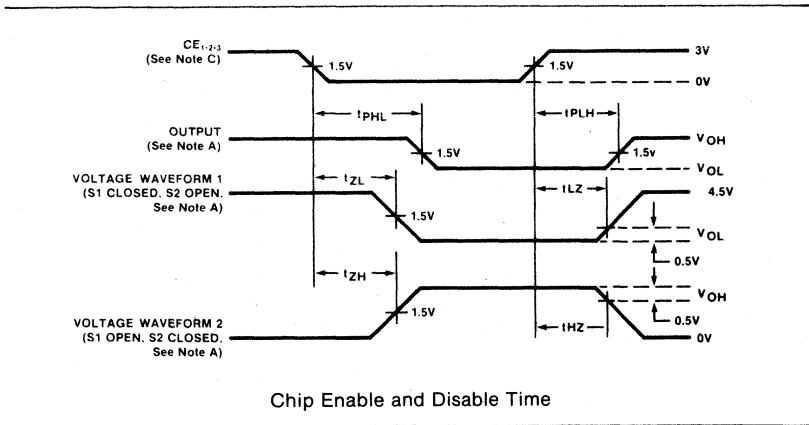 CE1-2-3
(See Note C)
1.5V
1.5V
3V
0V
tPHL
tPLH
OUTPUT
(See Note A)
1.5V
1.5v
VOH
VOL
VOLTAGE WAVEFORM 1
(S1 CLOSED, S2 OPEN,
See Note A)
tZL
1.5V
tLZ
4.5V
VOL
0.5V
tZH
1.5V
VOH
0.5V
VOLTAGE WAVEFORM 2
(S1 OPEN, S2 CLOSED,
See Note A)
tHZ
0V
Chip Enable and Disable Time